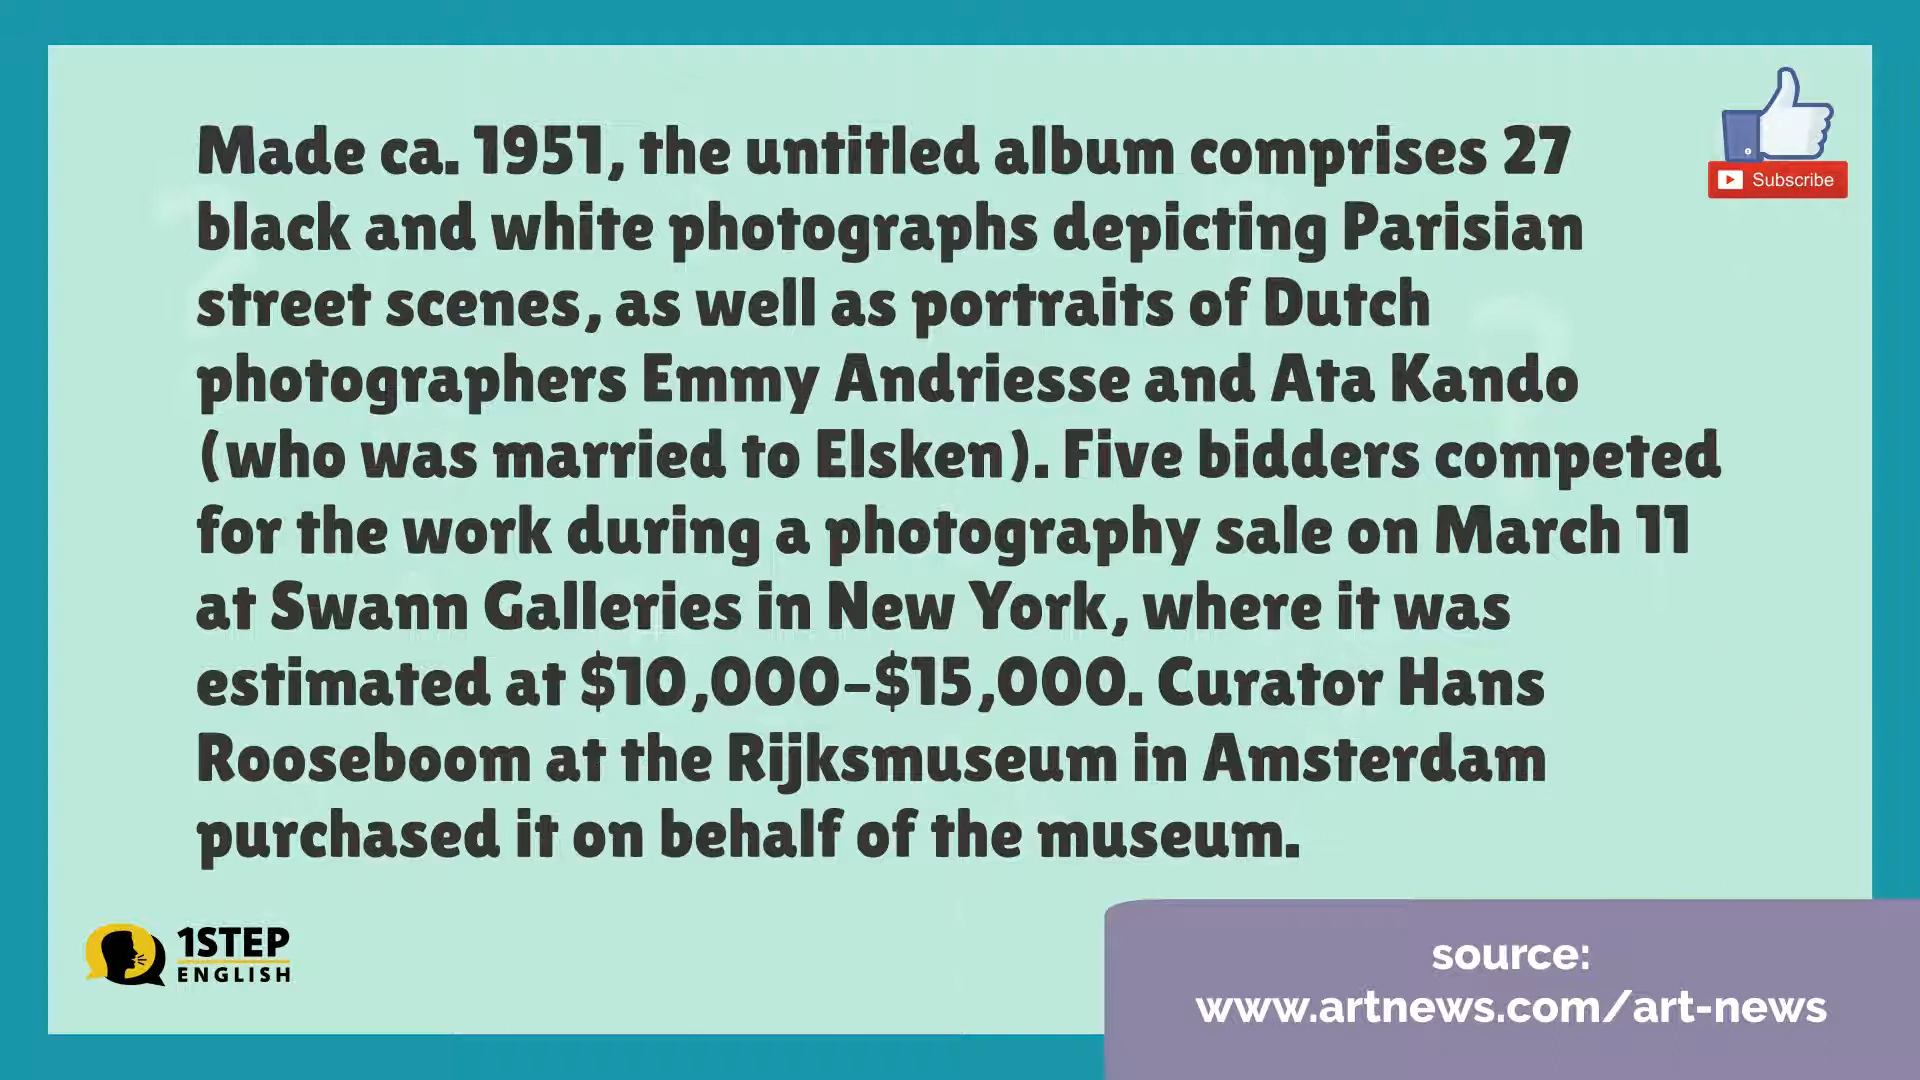 Made ca. 1951, the untitled album comprises 27
black and white photographs depicting Parisian
street scenes, as well as portraits of Dutch
photographers Emmy Andriesse and Ata Kando
(who was married to Elsken). Five bidders competed
for the work during a photography sale on March 11
at Swann Galleries in New York, where it was
estimated at $10,000–$15,000. Curator Hans
Rooseboom at the Rijksmuseum in Amsterdam
purchased it on behalf of the museum.
Subscribe
1STEP
ENGLISH
source:
www.artnews.com/art-news